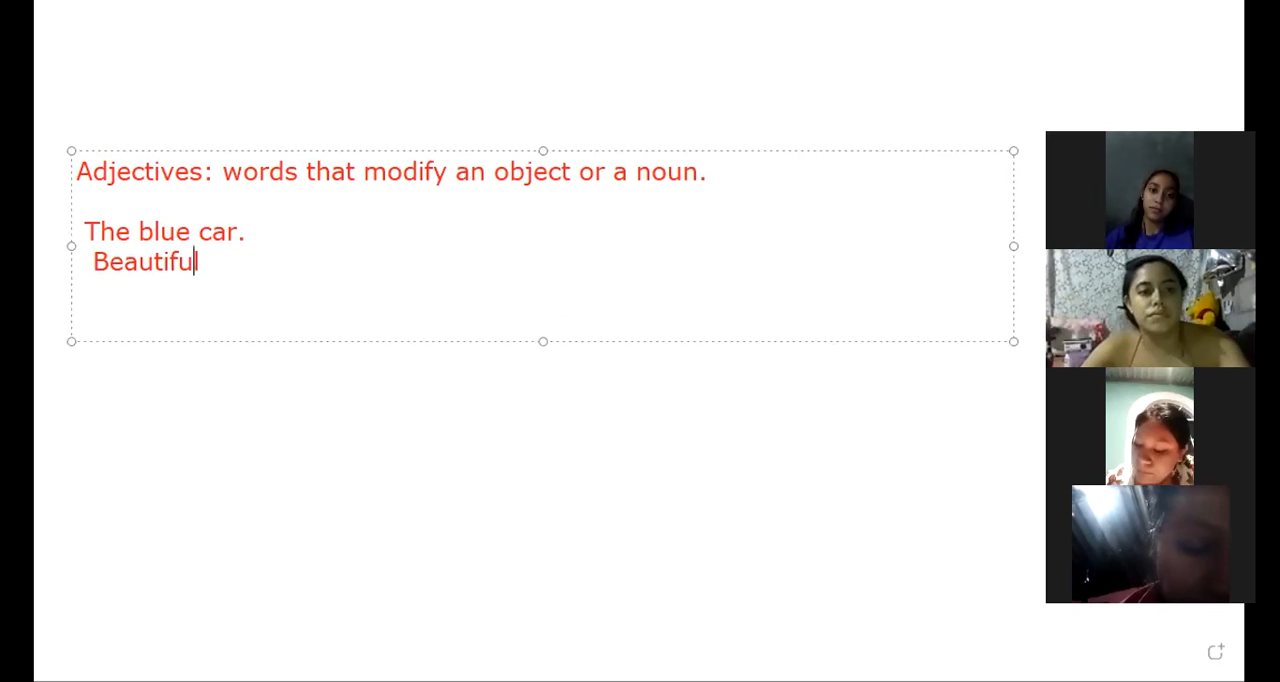 Adjectives: words that modify an object or a noun.
The blue car.
Beautiful